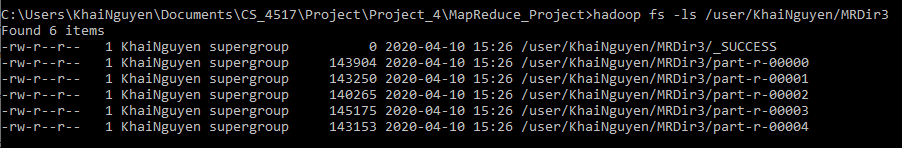 C:\Users\KhaiNguyen\Documents\CS_4517\Project\Project_4\MapReduce_Project>hadoop fs -ls /user/KhaiNguyen/MRDir3
Found 6 items
-rw-r--r--   1 KhaiNguyen supergroup          0 2020-04-10 15:26 /user/KhaiNguyen/MRDir3/_SUCCESS
-rw-r--r--   1 KhaiNguyen supergroup     143904 2020-04-10 15:26 /user/KhaiNguyen/MRDir3/part-r-00000
-rw-r--r--   1 KhaiNguyen supergroup     143250 2020-04-10 15:26 /user/KhaiNguyen/MRDir3/part-r-00001
-rw-r--r--   1 KhaiNguyen supergroup     140265 2020-04-10 15:26 /user/KhaiNguyen/MRDir3/part-r-00002
-rw-r--r--   1 KhaiNguyen supergroup     145175 2020-04-10 15:26 /user/KhaiNguyen/MRDir3/part-r-00003
-rw-r--r--   1 KhaiNguyen supergroup     143153 2020-04-10 15:26 /user/KhaiNguyen/MRDir3/part-r-00004